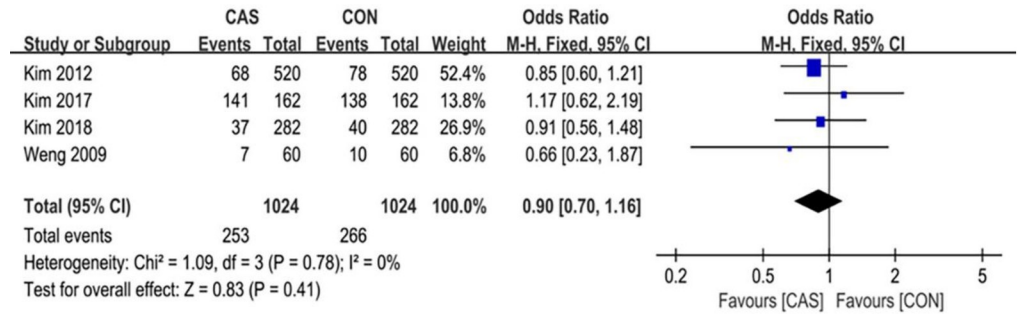 CAS CON Odds Ratio Odds Ratio
Study or Subgroup Events Total Events Total Weight M-H, Fixed, 95% CI M-H, Fixed, 95% CI
Kim 2012 68 520 78 520 52.4% 0.85 [0.60, 1.21]
Kim 2017 141 162 138 162 13.8% 1.17 [0.62, 2.19]
Kim 2018 37 282 40 282 26.9% 0.91 [0.56, 1.48]
Weng 2009 7 60 10 60 6.8% 0.66 [0.23, 1.87]
Total (95% CI) 1024 1024 100.0% 0.90 [0.70, 1.16]
Total events 253 266
Heterogeneity: Chi² = 1.09, df = 3 (P = 0.78); I² = 0%
Test for overall effect: Z = 0.83 (P = 0.41)
0.2 0.5 1 2 5
Favours [CAS] Favours [CON]